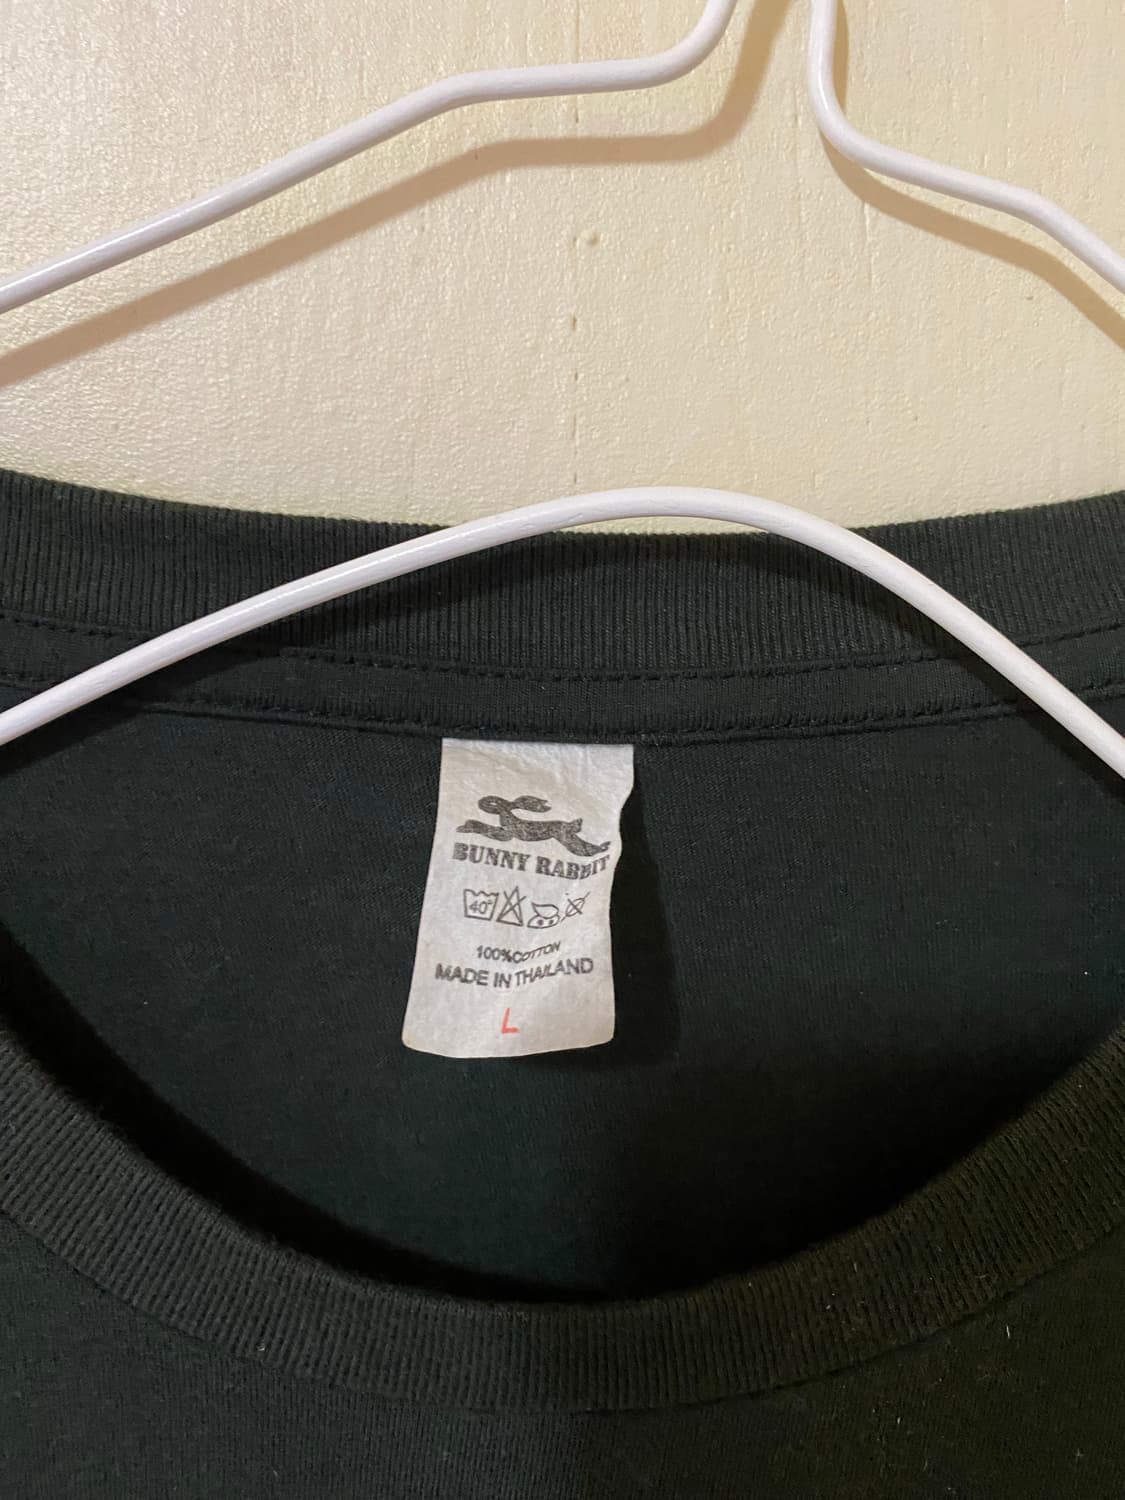 BUNNY RABBIT
40°
100%COTTON
MADE IN THAILAND
L